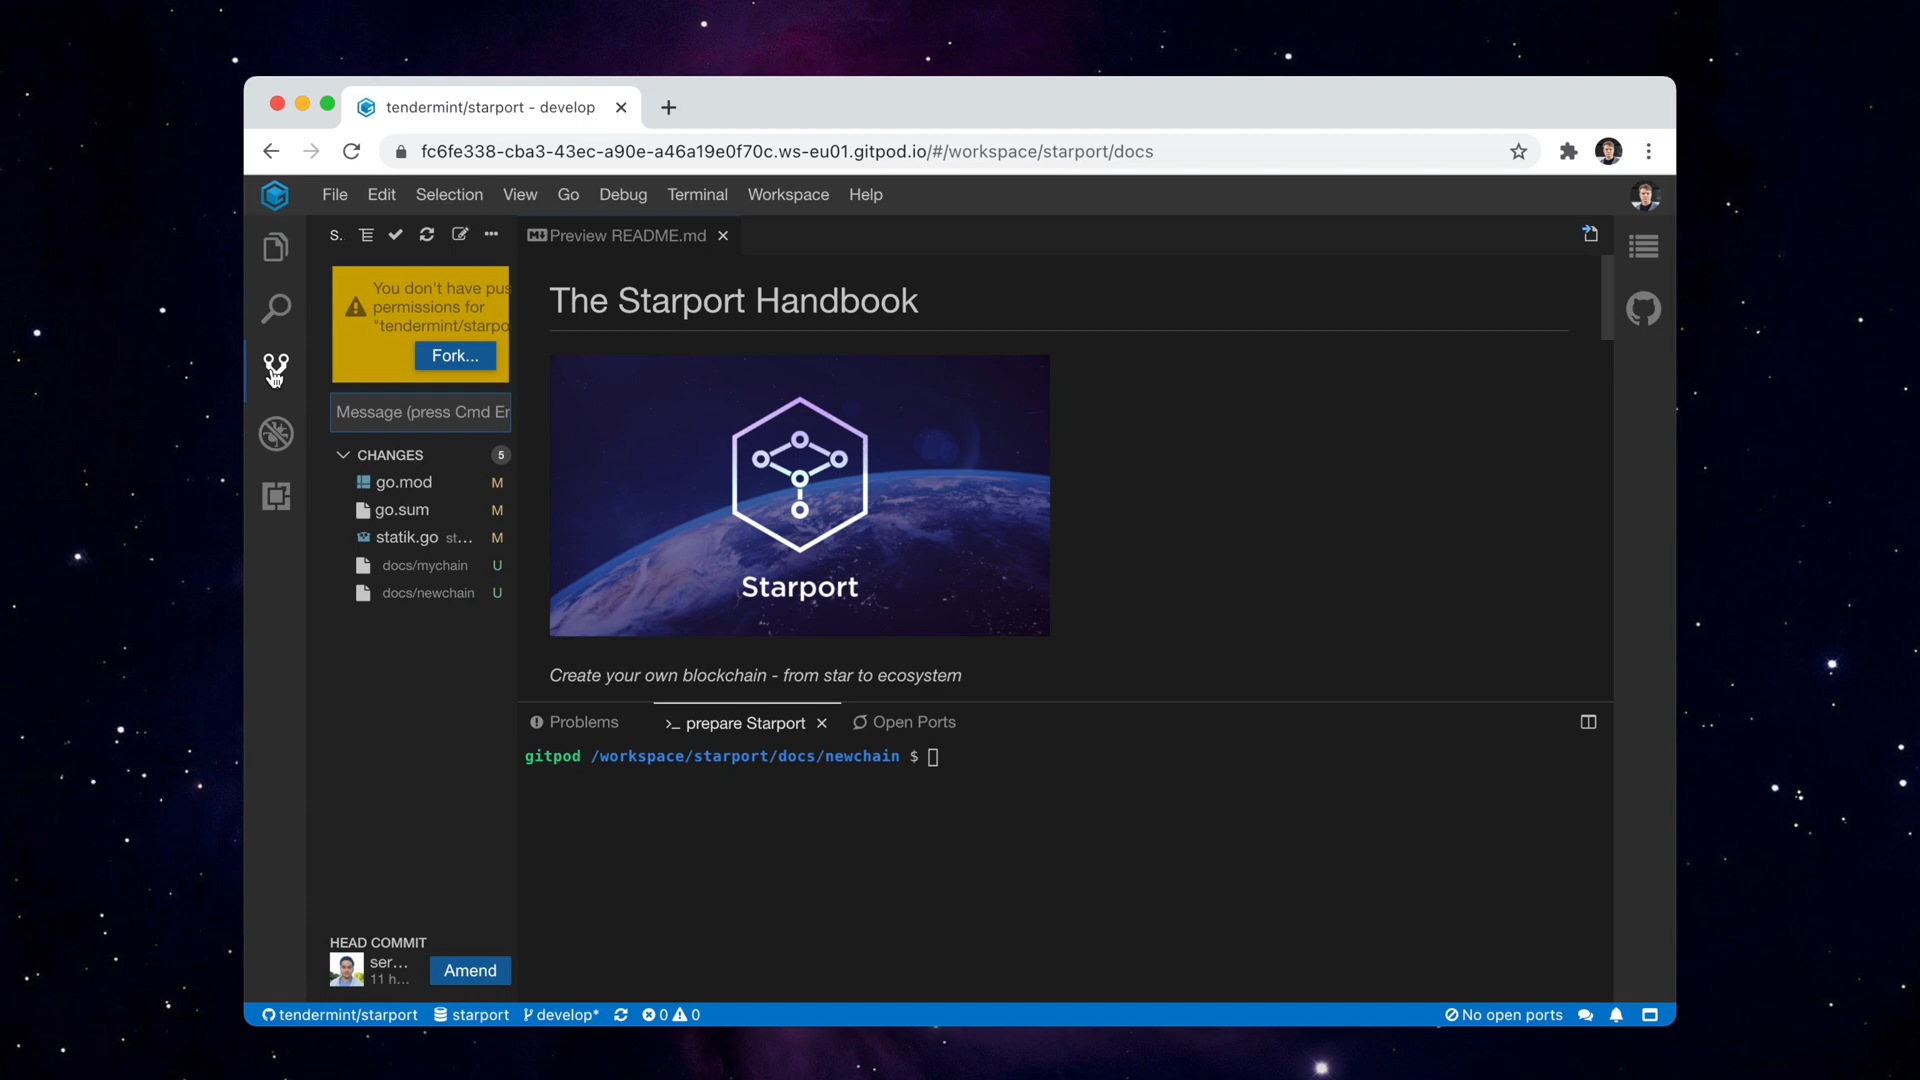 tendermint/starport - develop
fc6fe338-cba3-43ec-a90e-a46a19e0f70c.ws-eu01.gitpod.io/#/workspace/starport/docs
File Edit Selection View Go Debug Terminal Workspace Help
S.
Preview README.md
You don't have pus
permissions for
"tendermint/starpo
Fork...
Message (press Cmd En
CHANGES 5
go.mod M
go.sum M
statik.go st... M
docs/mychain U
docs/newchain U
The Starport Handbook
Starport
Create your own blockchain - from star to ecosystem
Problems >_ prepare Starport Open Ports
gitpod /workspace/starport/docs/newchain $
HEAD COMMIT
ser...
11 h...
Amend
tendermint/starport starport develop* 0 0 No open ports